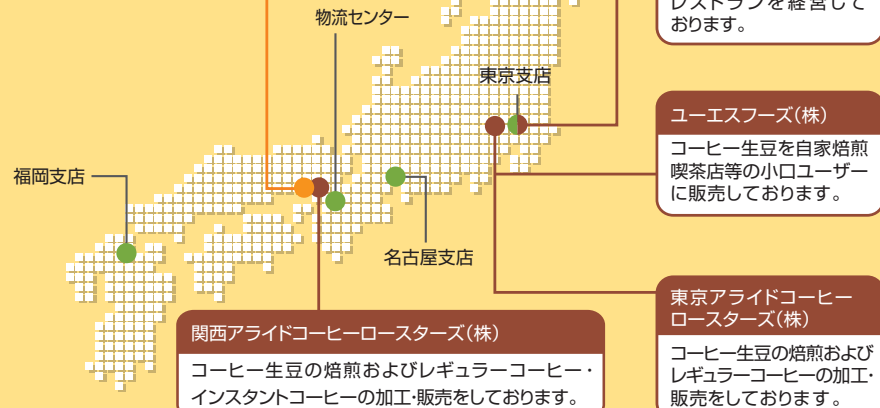 物流センター
レストランを経営して
おります。
東京支店
ユーエスフーズ(株)
コーヒー生豆を自家焙煎
喫茶店等の小口ユーザー
に販売しております。
福岡支店
名古屋支店
関西アライドコーヒーロースターズ(株)
コーヒー生豆の焙煎およびレギュラーコーヒー・
インスタントコーヒーの加工・販売をしております。
東京アライドコーヒー
ロースターズ(株)
コーヒー生豆の焙煎および
レギュラーコーヒーの加工・
販売をしております。